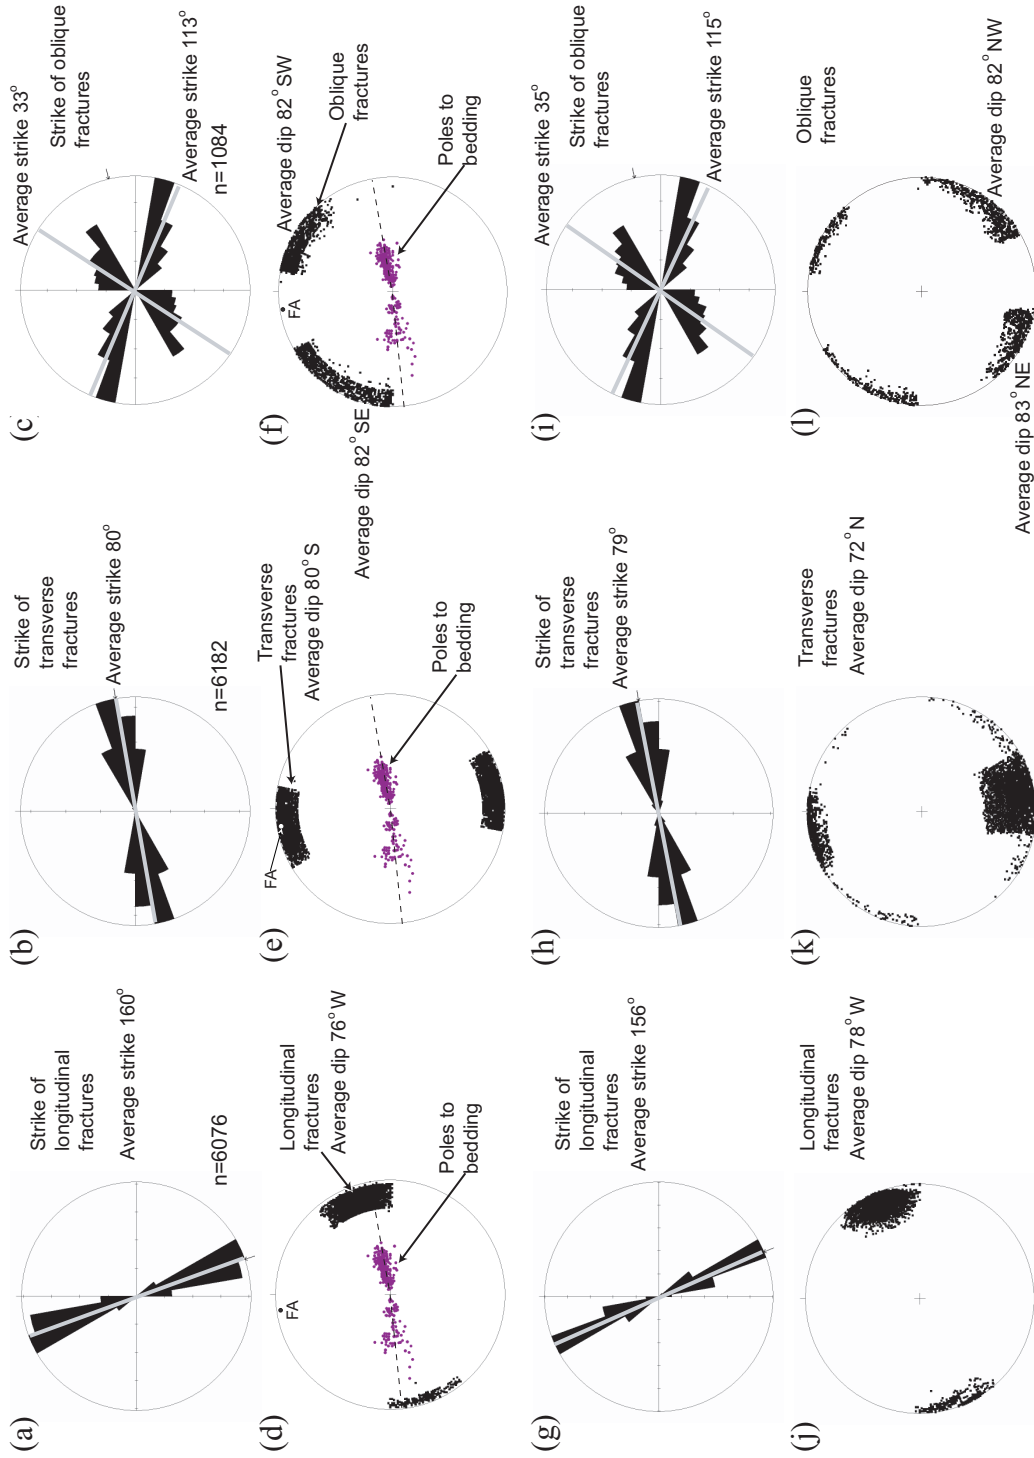 (a)
Strike of
longitudinal
fractures
Average strike 160°
n=6076
(b)
Strike of
transverse
fractures
Average strike 80°
n=6182
(c)
Average strike 33°
Strike of oblique
fractures
Average strike 113°
n=1084
(d)
FA
Longitudinal
fractures
Average dip 76° W
Poles to
bedding
(e)
FA
Transverse
fractures
Average dip 80° S
Poles to
bedding
(f)
FA
Average dip 82° SW
Oblique
fractures
Poles to
bedding
Average dip 82° SE
(g)
Strike of
longitudinal
fractures
Average strike 156°
(h)
Strike of
transverse
fractures
Average strike 79°
(i)
Average strike 35°
Strike of oblique
fractures
Average strike 115°
(j)
Longitudinal
fractures
Average dip 78° W
(k)
Transverse
fractures
Average dip 72° N
(l)
Oblique
fractures
Average dip 82° NW
Average dip 83° NE